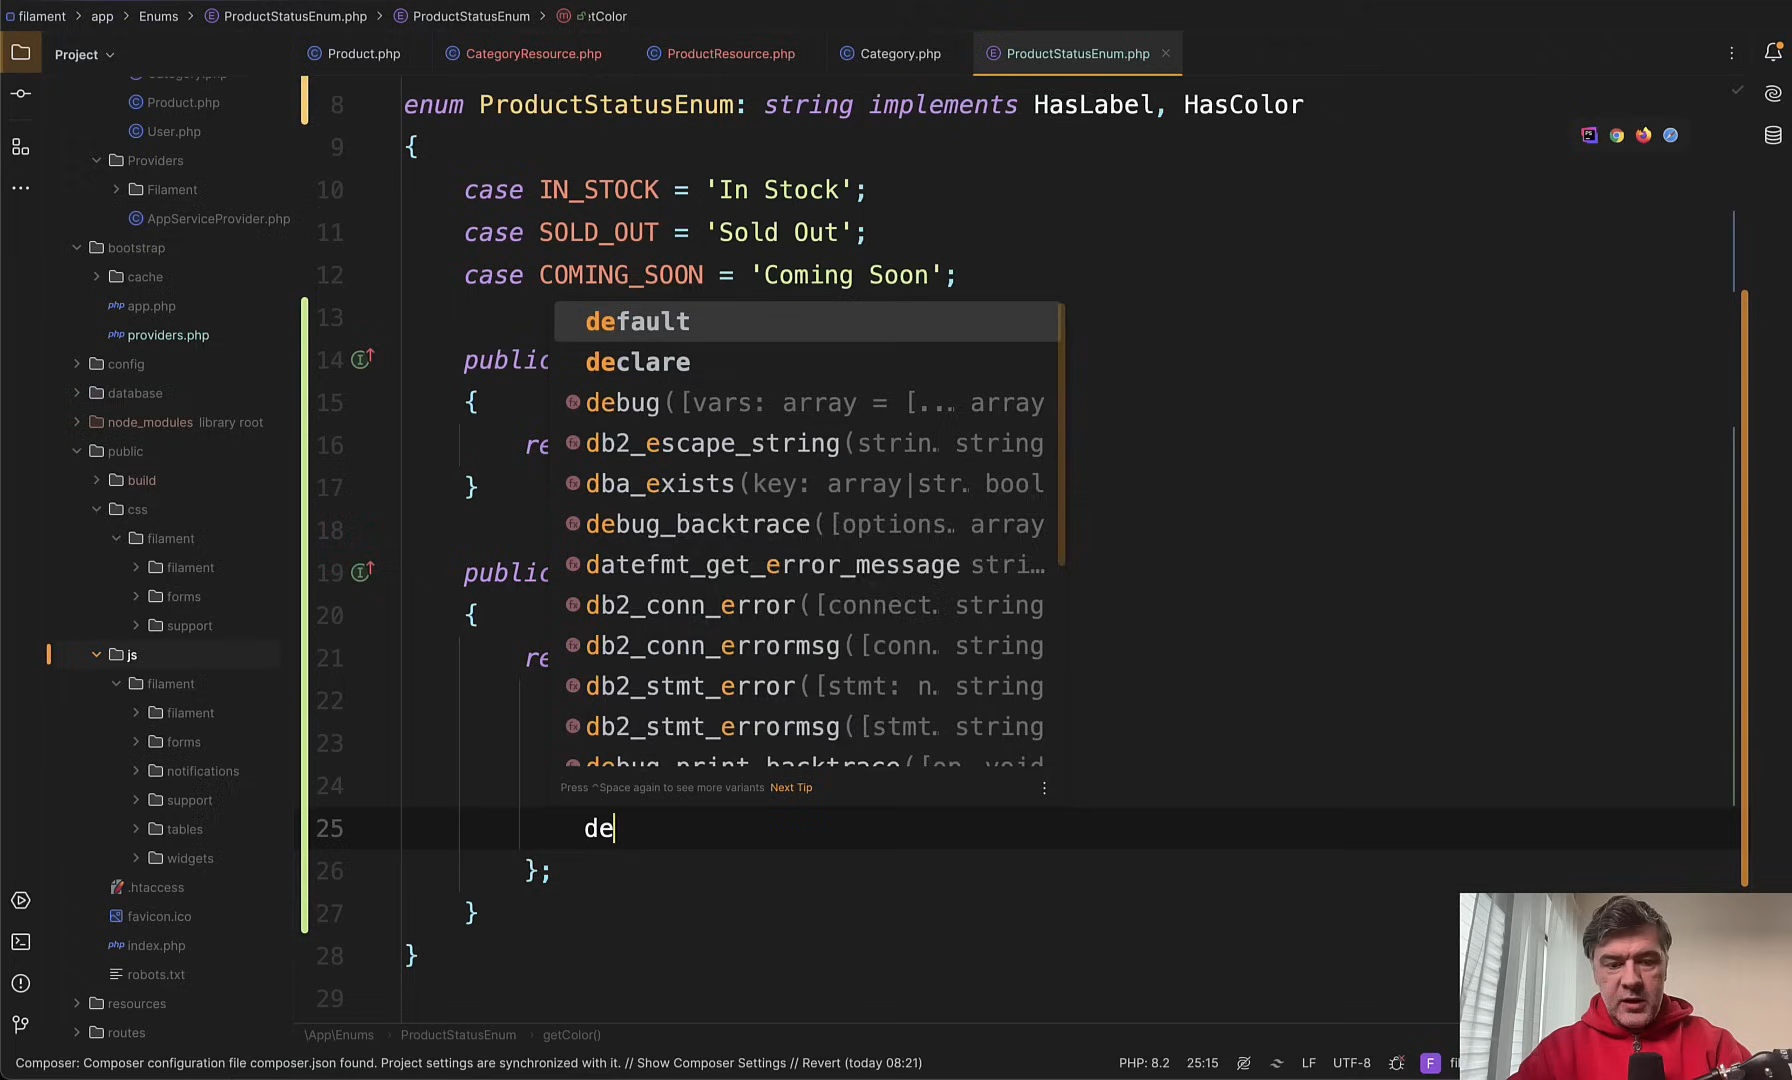 filament app Enums ProductStatusEnum.php ProductStatusEnum
Project
Product.php CategoryResource.php ProductResource.php Category.php ProductStatusEnum.php
Product.php
User.php
Providers
Filament
AppServiceProvider.php
bootstrap
cache
php app.php
php providers.php
config
database
node_modules library root
public
build
css
filament
filament
forms
support
js
filament
filament
forms
notifications
support
tables
widgets
.htaccess
favicon.ico
php index.php
robots.txt
resources
routes
8 enum ProductStatusEnum: string implements HasLabel, HasColor
9 {
10 case IN_STOCK = 'In Stock';
11 case SOLD_OUT = 'Sold Out';
12 case COMING_SOON = 'Coming Soon';
13
14 public
15 {
16 re
17 }
18
19 public
20 {
21 re
22
23
24
25 de
26 };
27 }
28 }
29
default
declare
debug([vars: array = [... array
db2_escape_string(strin… string
dba_exists(key: array|str… bool
debug_backtrace([options… array
datefmt_get_error_message stri…
db2_conn_error([connect… string
db2_conn_errormsg([conn… string
db2_stmt_error([stmt: n… string
db2_stmt_errormsg([stmt… string
debug_print_backtrace([op… void
Press ^Space again to see more variants Next Tip
\App\Enums ProductStatusEnum getColor()
Composer: Composer configuration file composer.json found. Project settings are synchronized with it. // Show Composer Settings // Revert (today 08:21) PHP: 8.2 25:15 LF UTF-8 F